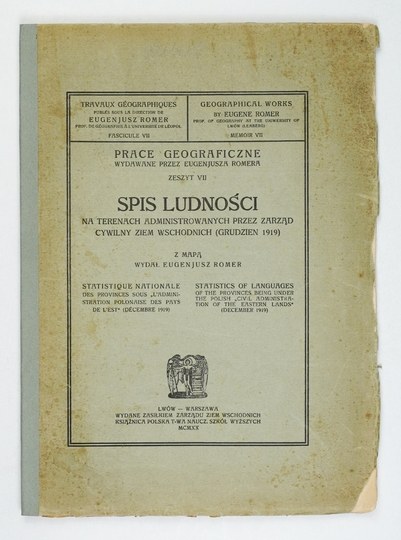 TRAVAUX GÉOGRAPHIQUES
PUBLIÉS SOUS LA DIRECTION DE
EUGENJUSZ ROMER
PROF. DE GÉOGRAPHIE À L'UNIVERSITÉ DE LÉOPOL
FASCICULE VII
GEOGRAPHICAL WORKS
BY: EUGENE ROMER
PROF. OF GEOGRAPHY AT THE UNIVERSITY OF
LWÓW (LEMBERG)
MEMOIR VII
PRACE GEOGRAFICZNE
WYDAWANE PRZEZ EUGENJUSZA ROMERA
ZESZYT VII
SPIS LUDNOŚCI
NA TERENACH ADMINISTROWANYCH PRZEZ ZARZĄD
CYWILNY ZIEM WSCHODNICH (GRUDZIEŃ 1919)
Z MAPĄ
WYDAŁ EUGENJUSZ ROMER
STATISTIQUE NATIONALE
DES PROVINCES SOUS „L'ADMINI-
STRATION POLONAISE DES PAYS
DE L'EST" (DÉCEMBRE 1919)
STATISTICS OF LANGUAGES
OF THE PROVINCES, BEING UNDER
THE POLISH „CIVIL ADMINISTRA-
TION OF THE EASTERN LANDS"
(DECEMBER 1919)
LWÓW — WARSZAWA
WYDANE ZASIŁKIEM ZARZĄDU ZIEM WSCHODNICH
KSIĄŻNICA POLSKA T-WA NAUCZ. SZKÓŁ WYŻSZYCH
MCMXX